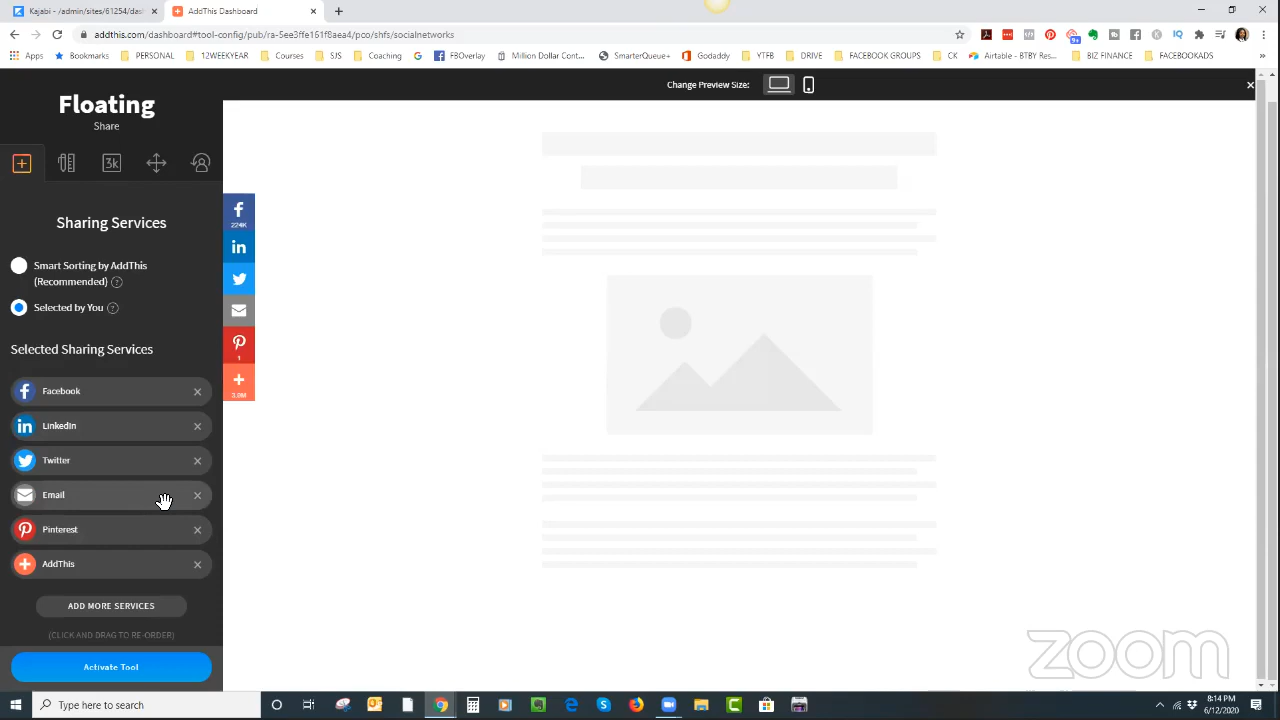 Kajabi - /admin/sites/61254/das
AddThis Dashboard
addthis.com/dashboard#tool-config/pub/ra-5ee3ffe161f8aea4/pco/shfs/socialnetworks
Apps
Bookmarks
PERSONAL
12WEEKYEAR
Courses
SJS
Coaching
FBOverlay
Million Dollar Cont...
SmarterQueue+
Godaddy
YTFB
DRIVE
FACEBOOK GROUPS
CK
Airtable - BTBY Res...
BIZ FINANCE
FACEBOOKADS
Floating
Share
Change Preview Size:
3k
Sharing Services
Smart Sorting by AddThis
(Recommended) ?
Selected by You ?
Selected Sharing Services
Facebook
LinkedIn
Twitter
Email
Pinterest
AddThis
ADD MORE SERVICES
(CLICK AND DRAG TO RE-ORDER)
Activate Tool
224K
1
zoom
Type here to search
8:14 PM
6/12/2020